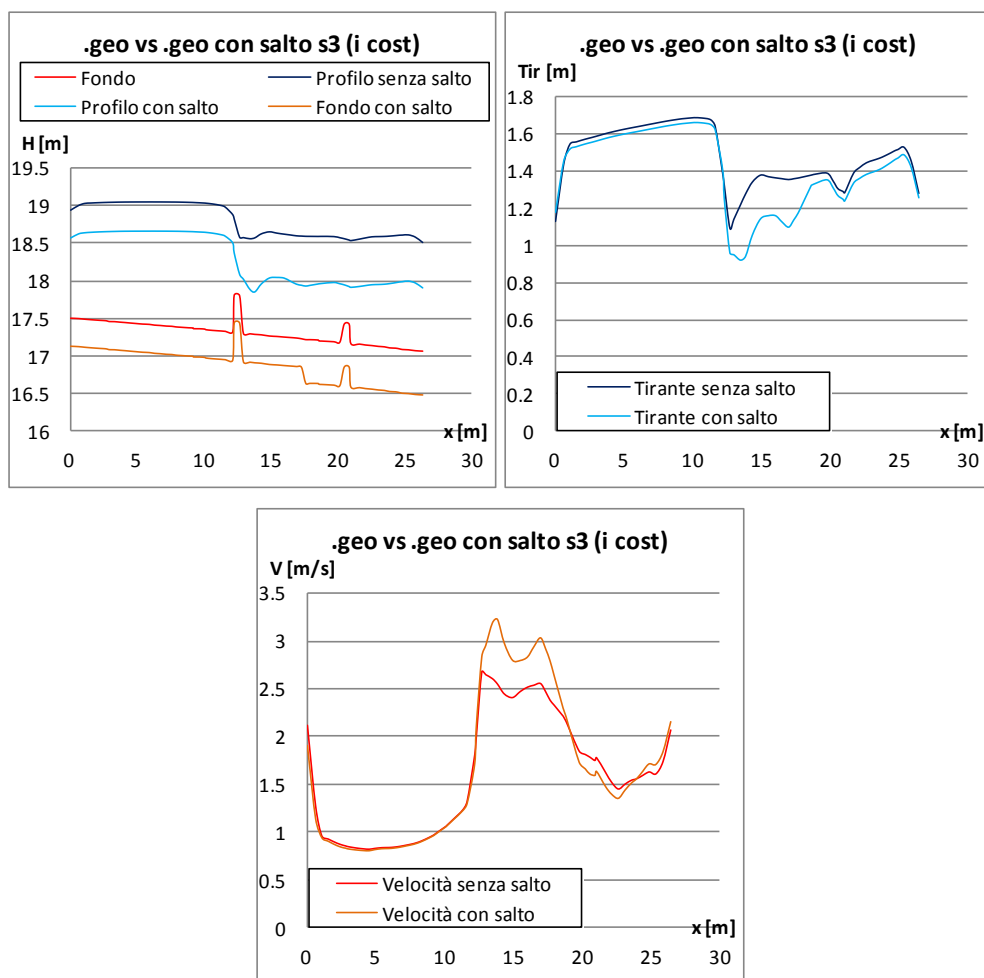 .geo vs .geo con salto s3 (i cost)
Fondo Profilo senza salto
Profilo con salto Fondo con salto
H [m]
19.5
19
18.5
18
17.5
17
16.5
16
x [m]
0 5 10 15 20 25 30
.geo vs .geo con salto s3 (i cost)
Tir [m]
1.8
1.6
1.4
1.2
1
0.8
0.6
0.4
0.2
0
Tirante senza salto
Tirante con salto
x [m]
0 5 10 15 20 25 30
.geo vs .geo con salto s3 (i cost)
V [m/s]
3.5
3
2.5
2
1.5
1
0.5
0
Velocità senza salto
Velocità con salto
x [m]
0 5 10 15 20 25 30